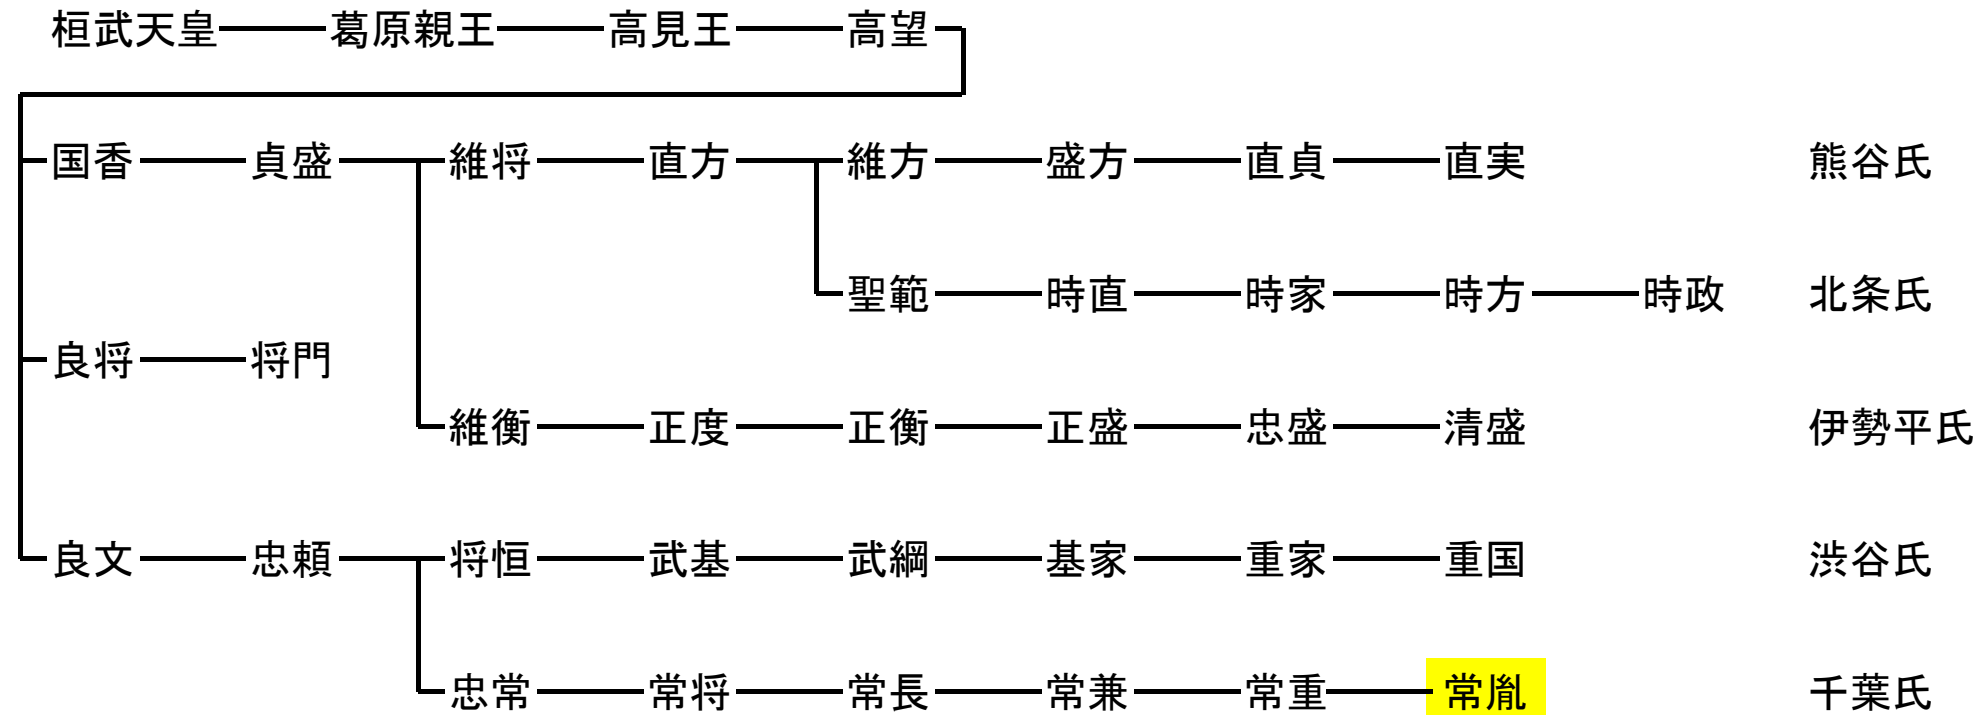 桓武天皇 葛原親王 高見王 高望
国香 貞盛 維将 直方 維方 盛方 直貞 直実 熊谷氏
聖範 時直 時家 時方 時政 北条氏
良将 将門
維衡 正度 正衡 正盛 忠盛 清盛 伊勢平氏
良文 忠頼 将恒 武基 武綱 基家 重家 重国 渋谷氏
忠常 常将 常長 常兼 常重 常胤 千葉氏